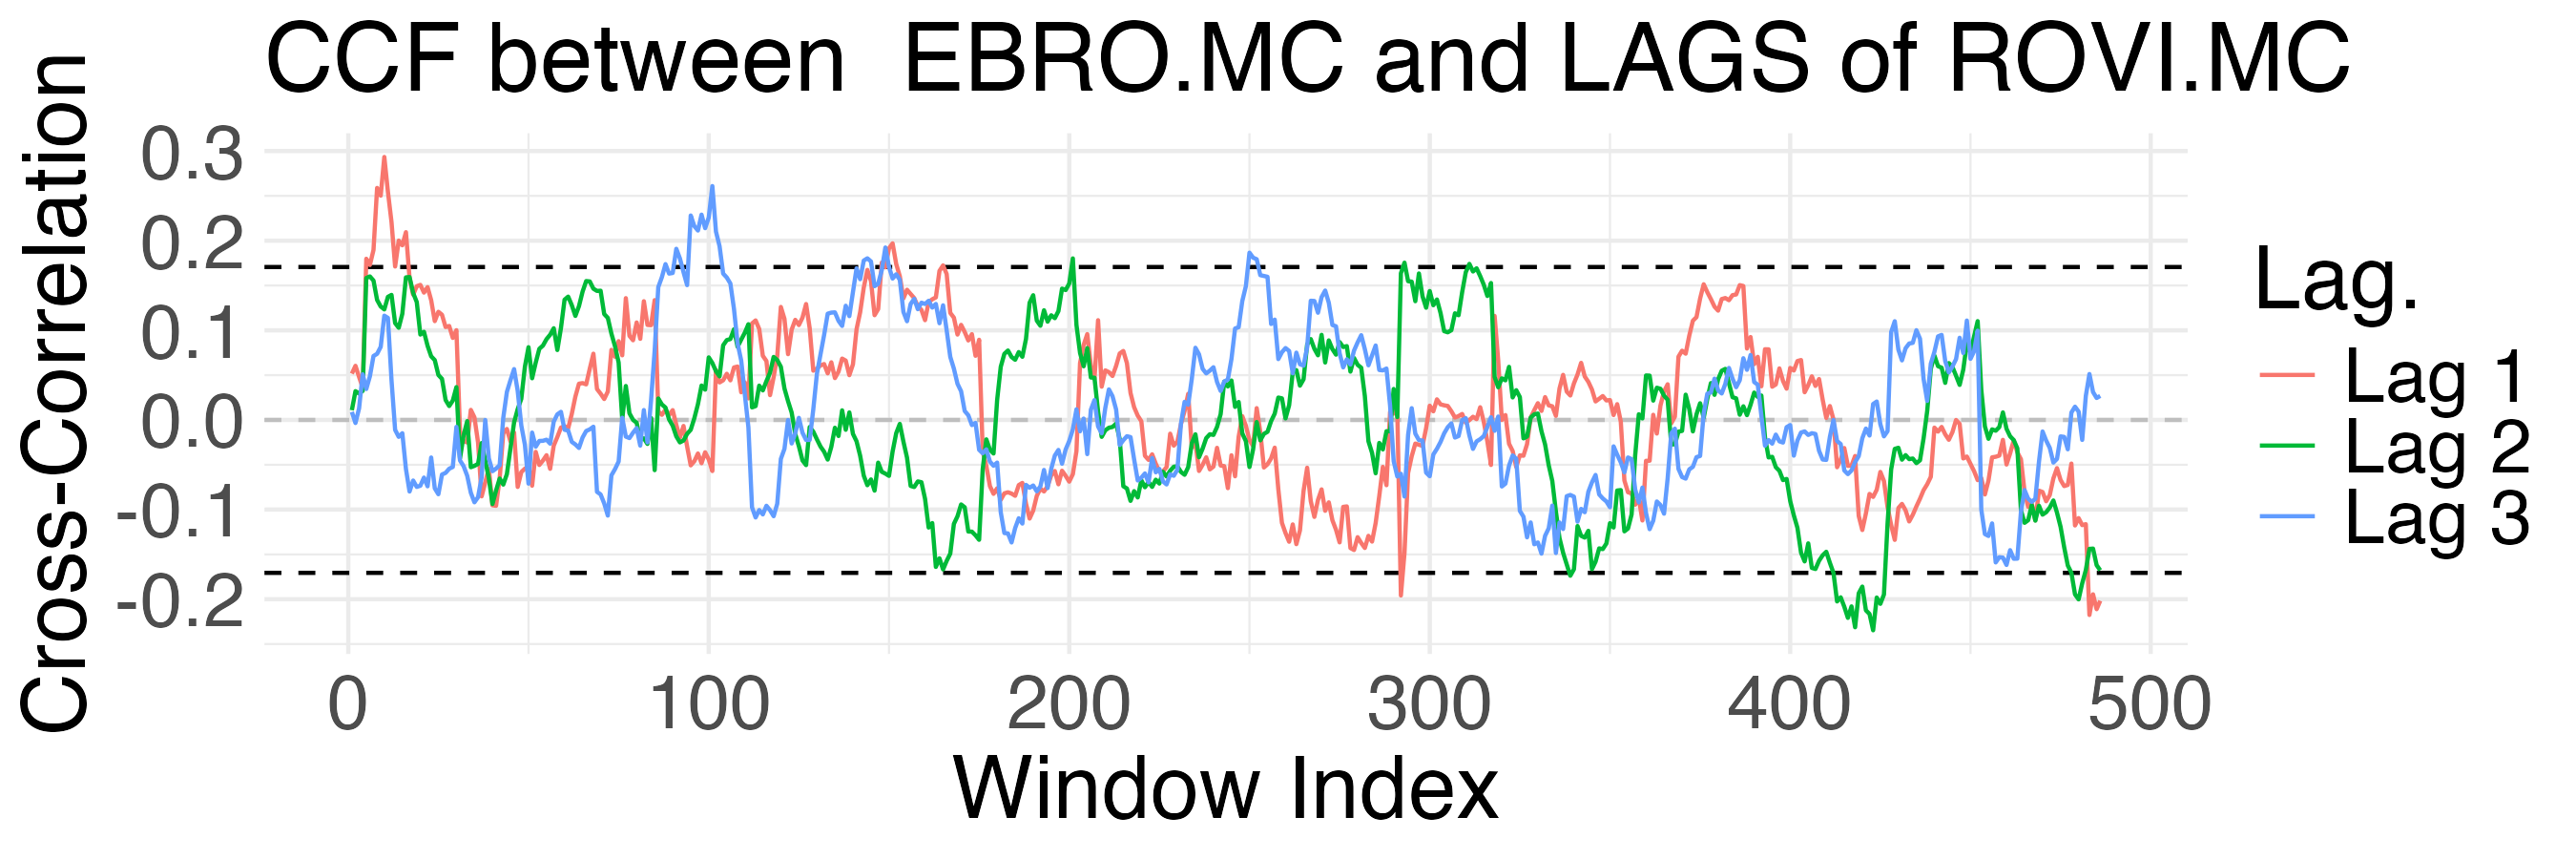 CCF between  EBRO.MC and LAGS of ROVI.MC
Cross-Correlation
0.3
0.2
0.1
0.0
-0.1
-0.2
0 100 200 300 400 500
Window Index
Lag.
Lag 1
Lag 2
Lag 3